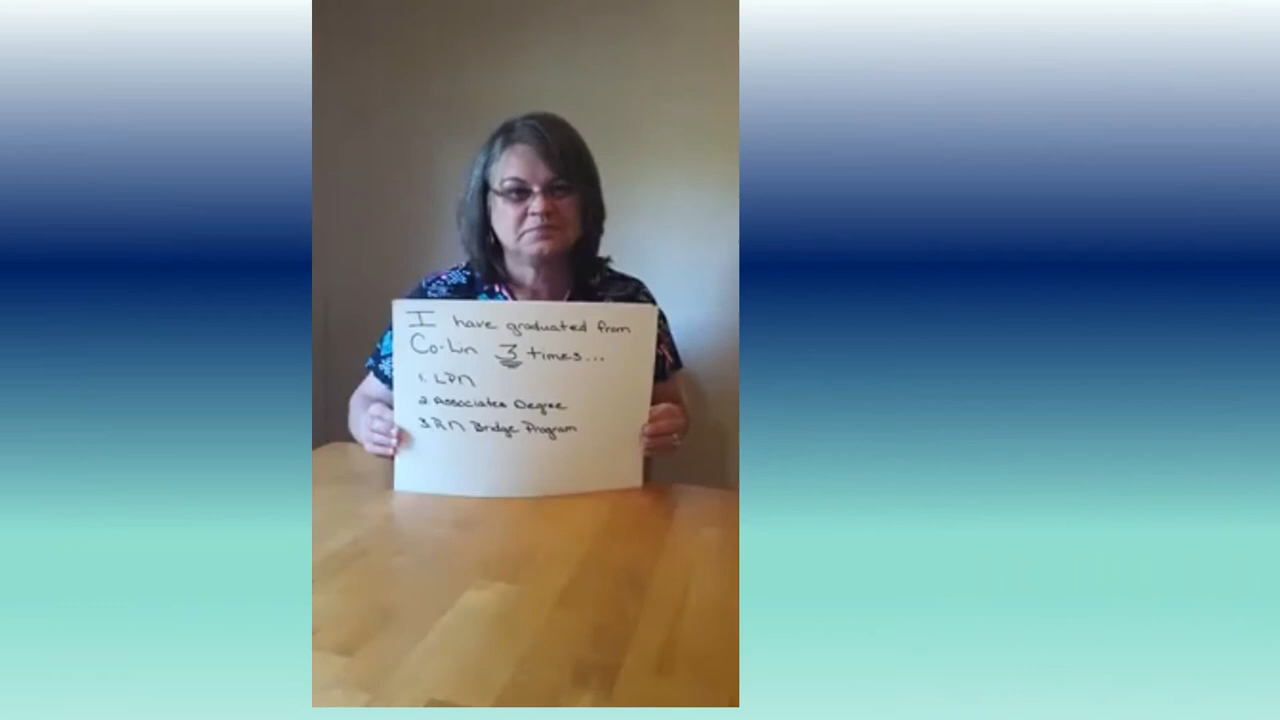 I have graduated from
Co-Lin 3 times...
1. LPN
2. Associates Degree
3. RN Bridge Program